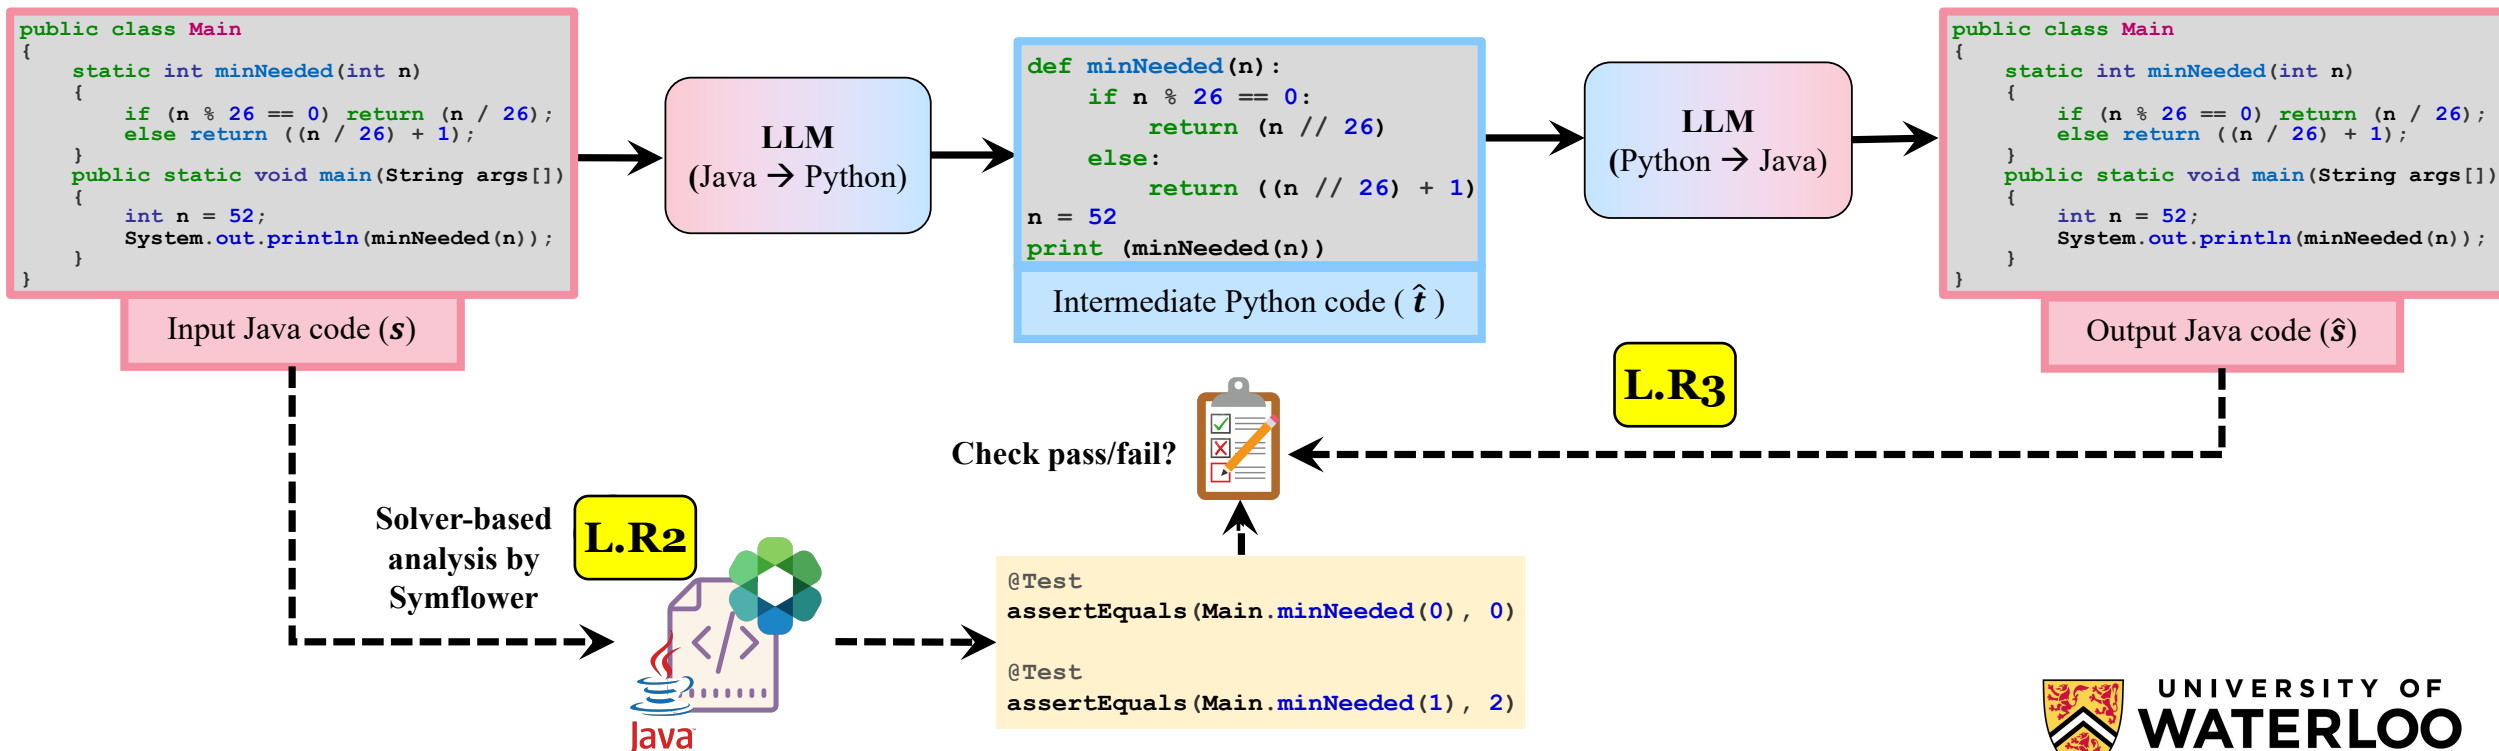 public class Main
{
    static int minNeeded(int n)
    {
        if (n % 26 == 0) return (n / 26);
        else return ((n / 26) + 1);
    }
    public static void main(String args[])
    {
        int n = 52;
        System.out.println(minNeeded(n));
    }
}
Input Java code (s)
LLM
(Java → Python)
def minNeeded(n):
    if n % 26 == 0:
        return (n // 26)
    else:
        return ((n // 26) + 1)
n = 52
print (minNeeded(n))
Intermediate Python code ( t̂ )
LLM
(Python → Java)
public class Main
{
    static int minNeeded(int n)
    {
        if (n % 26 == 0) return (n / 26);
        else return ((n / 26) + 1);
    }
    public static void main(String args[])
    {
        int n = 52;
        System.out.println(minNeeded(n));
    }
}
Output Java code (ŝ)
L.R3
Check pass/fail?
Solver-based
analysis by
Symflower
L.R2
</>
Java
@Test
assertEquals(Main.minNeeded(0), 0)
@Test
assertEquals(Main.minNeeded(1), 2)
UNIVERSITY OF
WATERLOO